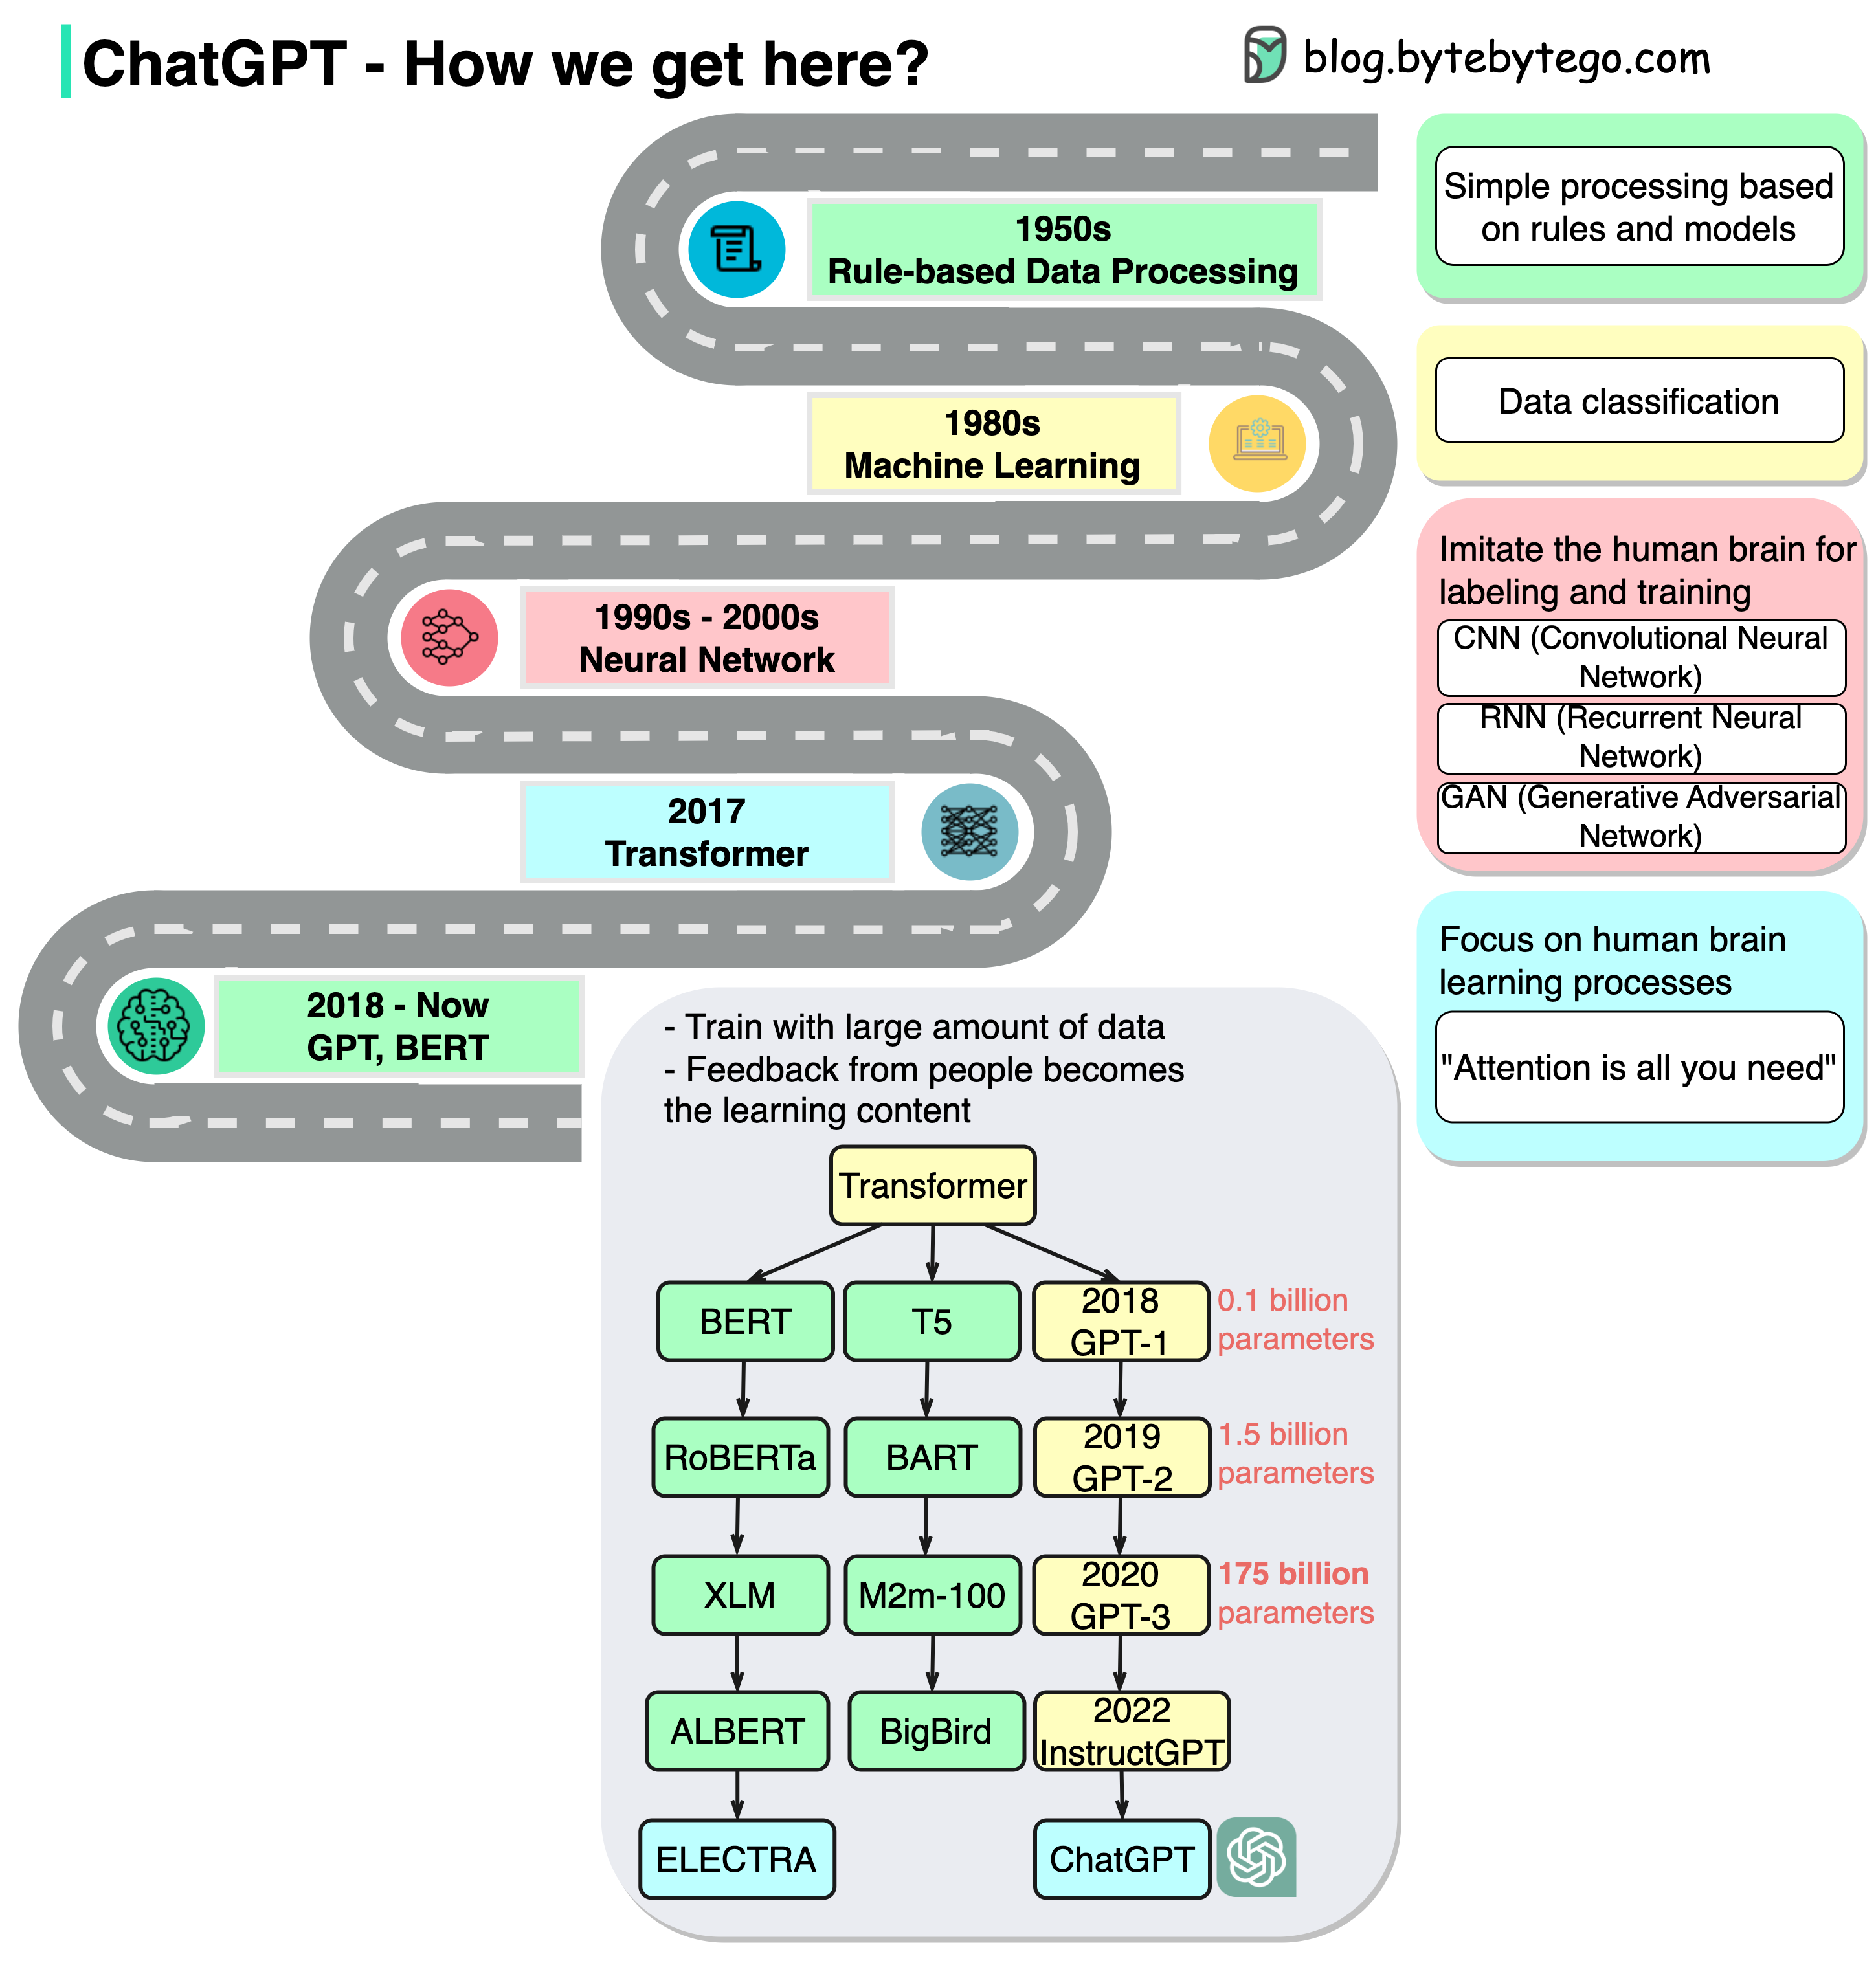 ChatGPT - How we get here?
blog.bytebytego.com
1950s
Rule-based Data Processing
Simple processing based
on rules and models
1980s
Machine Learning
Data classification
1990s - 2000s
Neural Network
Imitate the human brain for
labeling and training
CNN (Convolutional Neural
Network)
RNN (Recurrent Neural
Network)
GAN (Generative Adversarial
Network)
2017
Transformer
Focus on human brain
learning processes
"Attention is all you need"
2018 - Now
GPT, BERT
- Train with large amount of data
- Feedback from people becomes
the learning content
Transformer
BERT
T5
2018
GPT-1
0.1 billion
parameters
RoBERTa
BART
2019
GPT-2
1.5 billion
parameters
XLM
M2m-100
2020
GPT-3
175 billion
parameters
ALBERT
BigBird
2022
InstructGPT
ELECTRA
ChatGPT